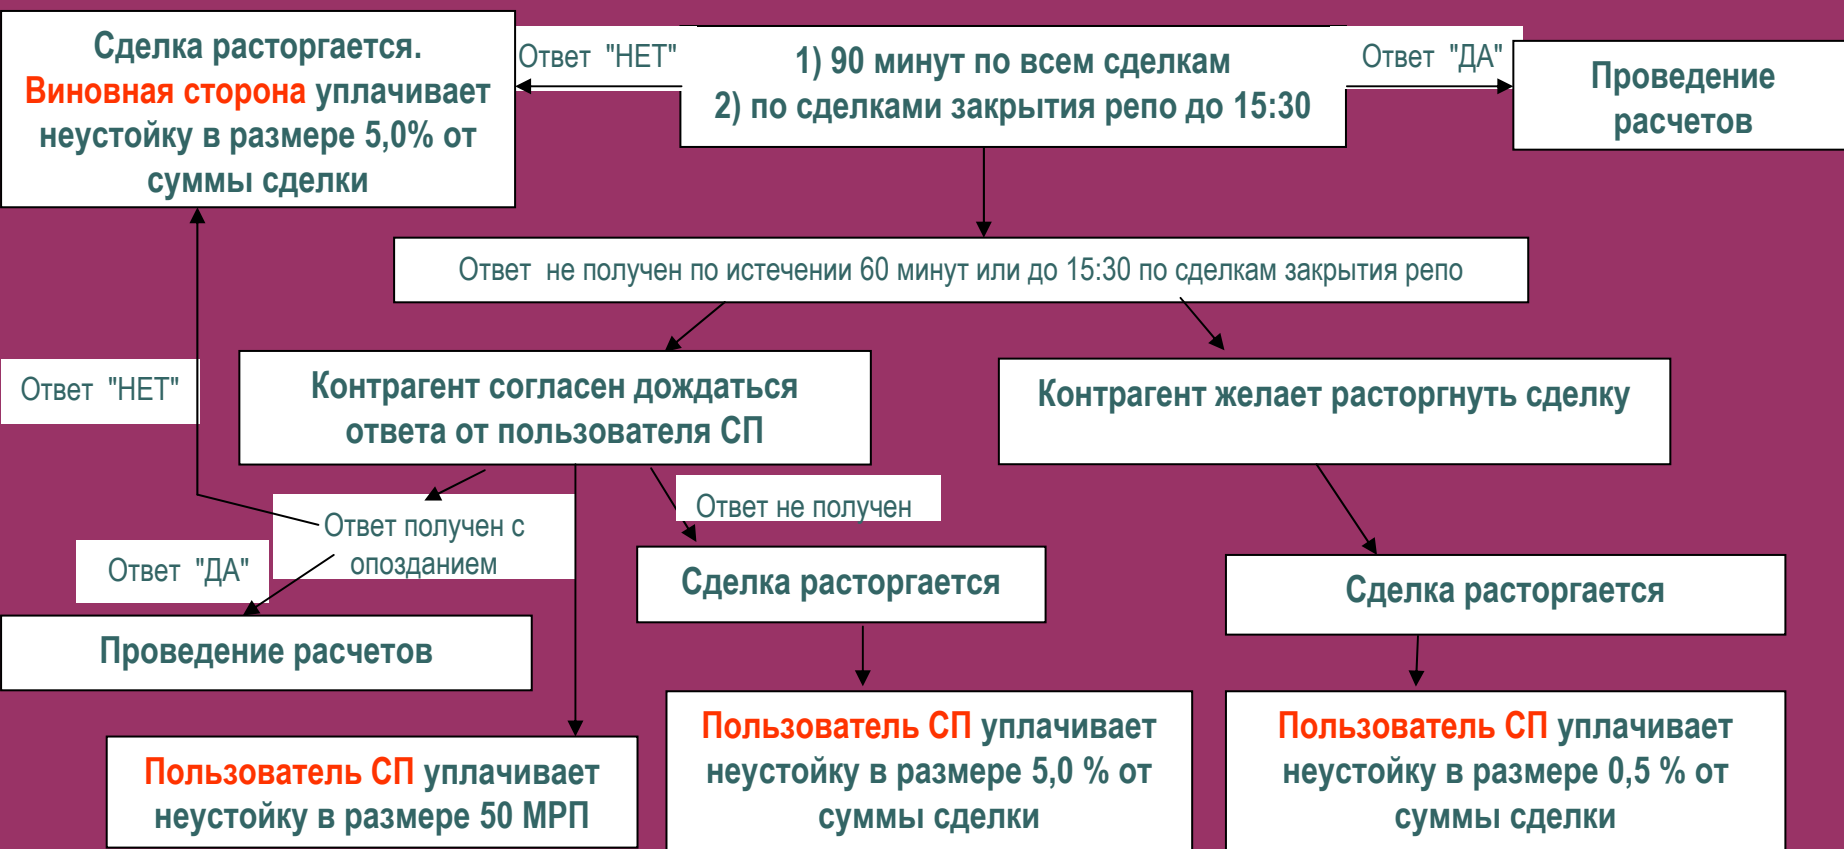 Сделка расторгается.
Виновная сторона уплачивает
неустойку в размере 5,0% от
суммы сделки
Ответ "НЕТ"
1) 90 минут по всем сделкам
2) по сделками закрытия репо до 15:30
Ответ "ДА"
Проведение
расчетов
Ответ не получен по истечении 60 минут или до 15:30 по сделкам закрытия репо
Ответ "НЕТ"
Контрагент согласен дождаться
ответа от пользователя СП
Контрагент желает расторгнуть сделку
Ответ получен с
опозданием
Ответ не получен
Ответ "ДА"
Сделка расторгается
Сделка расторгается
Проведение расчетов
Пользователь СП уплачивает
неустойку в размере 50 МРП
Пользователь СП уплачивает
неустойку в размере 5,0 % от
суммы сделки
Пользователь СП уплачивает
неустойку в размере 0,5 % от
суммы сделки